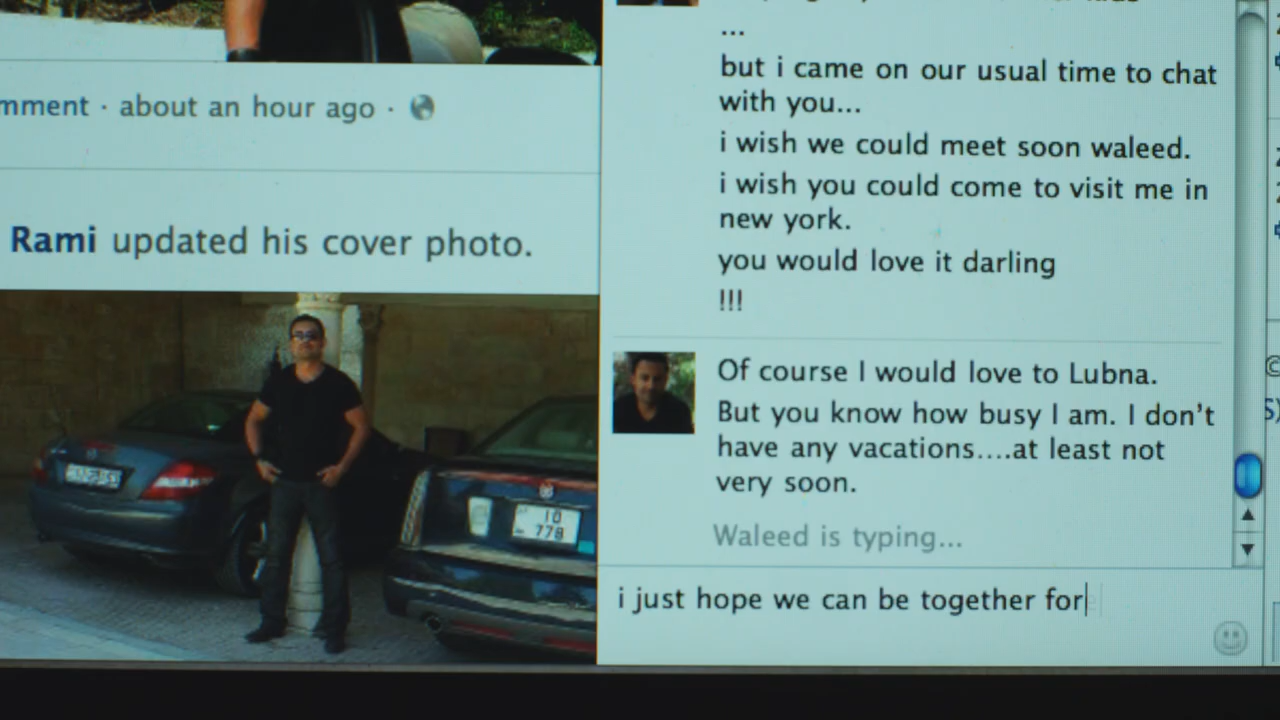 ...
but i came on our usual time to chat
with you...
i wish we could meet soon waleed.
i wish you could come to visit me in
new york.
you would love it darling
!!!
mment · about an hour ago ·
Rami updated his cover photo.
Of course I would love to Lubna.
But you know how busy I am. I don't
have any vacations....at least not
very soon.
Waleed is typing...
i just hope we can be together for
10
778